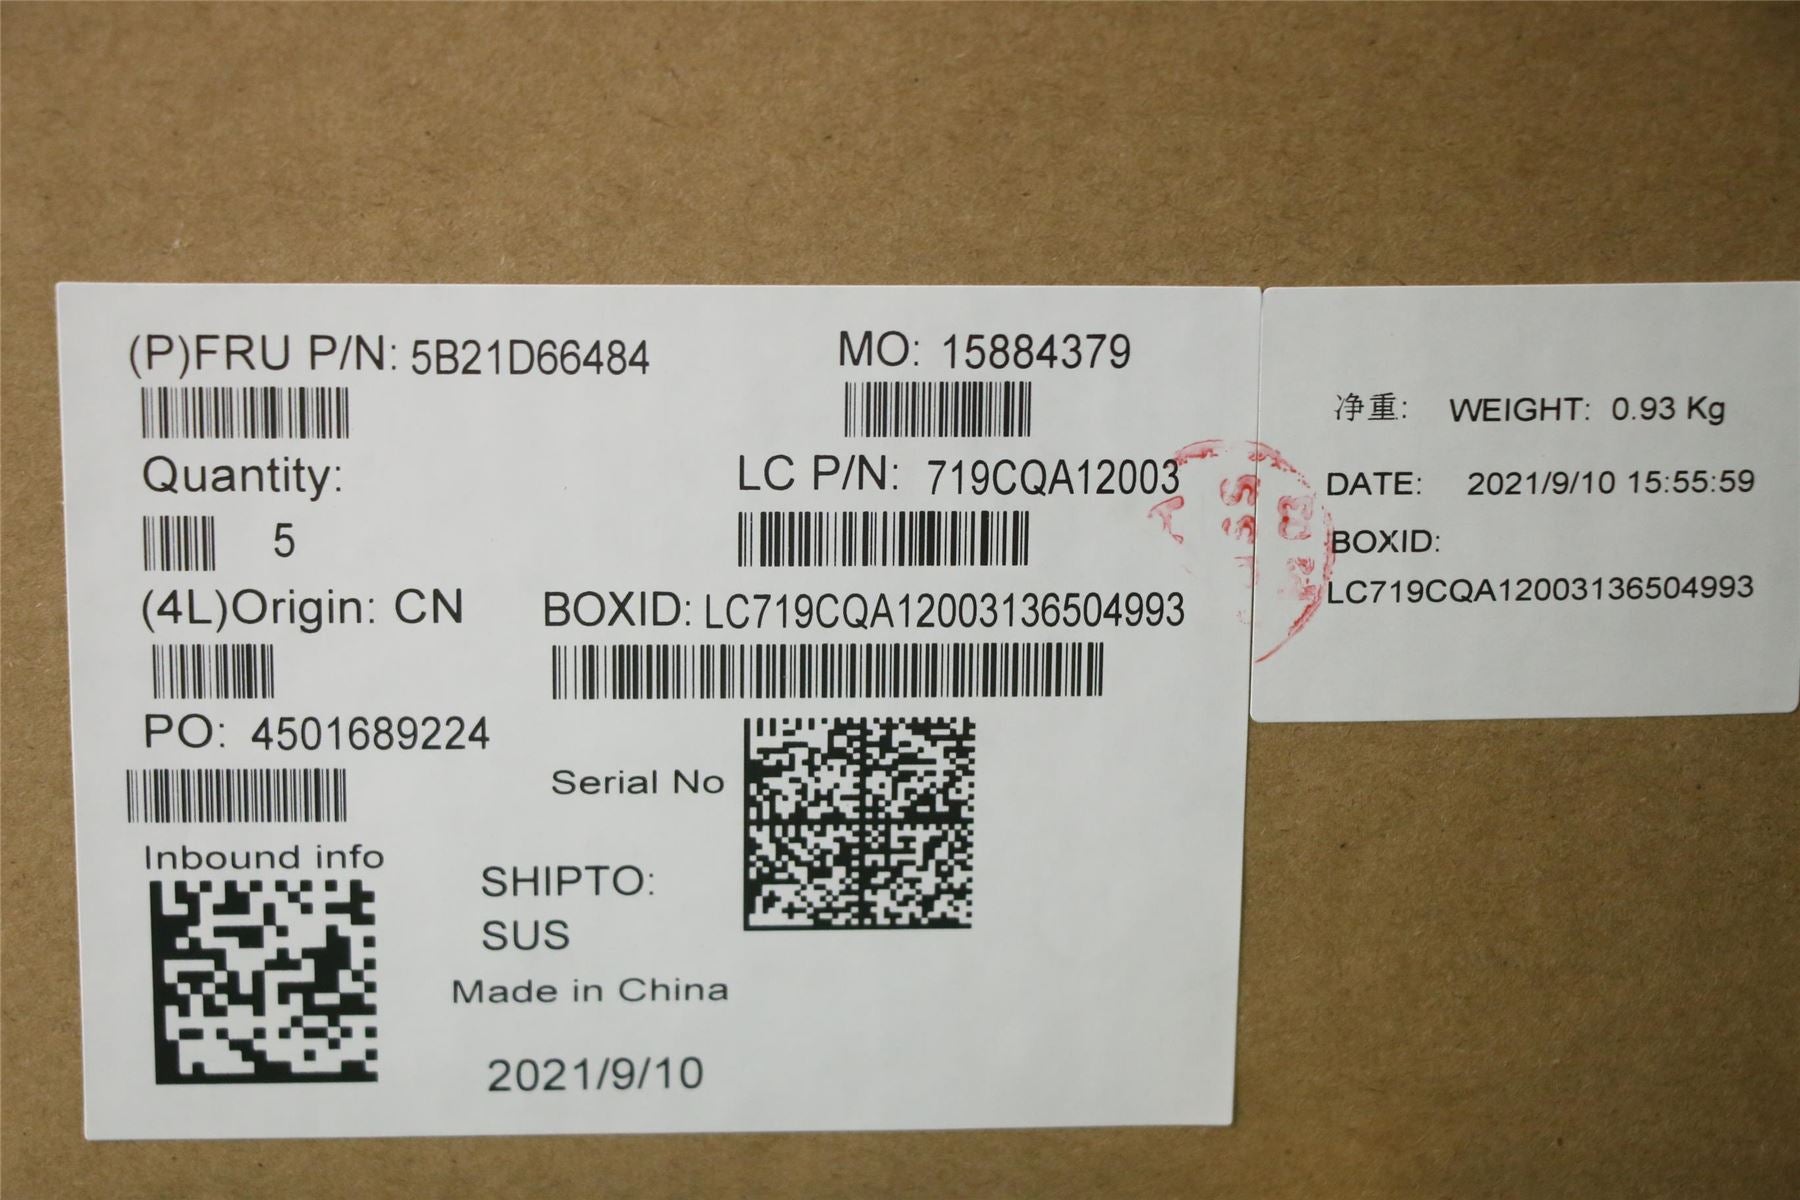 (P)FRU P/N: 5B21D66484
MO: 15884379
Quantity:
5
LC P/N: 719CQA12003
(4L)Origin: CN
BOXID: LC719CQA12003136504993
PO: 4501689224
Serial No
Inbound info
SHIPTO:
SUS
Made in China
2021/9/10
净重: WEIGHT: 0.93 Kg
DATE: 2021/9/10 15:55:59
BOXID:
LC719CQA12003136504993